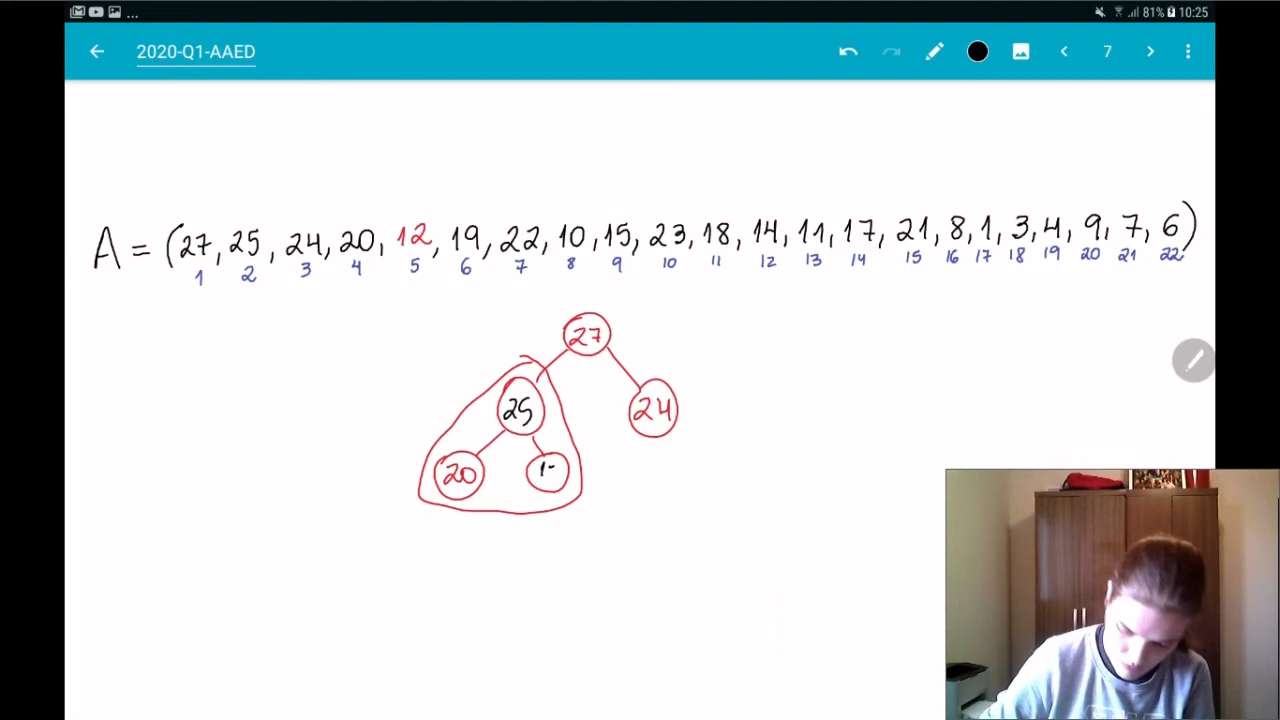 ... 81% 10:25
2020-Q1-AAED 7
A = (27, 25, 24, 20, 12, 19, 22, 10, 15, 23, 18, 14, 11, 17, 21, 8, 1, 3, 4, 9, 7, 6)
1 2 3 4 5 6 7 8 9 10 11 12 13 14 15 16 17 18 19 20 21 22
27
25 24
20